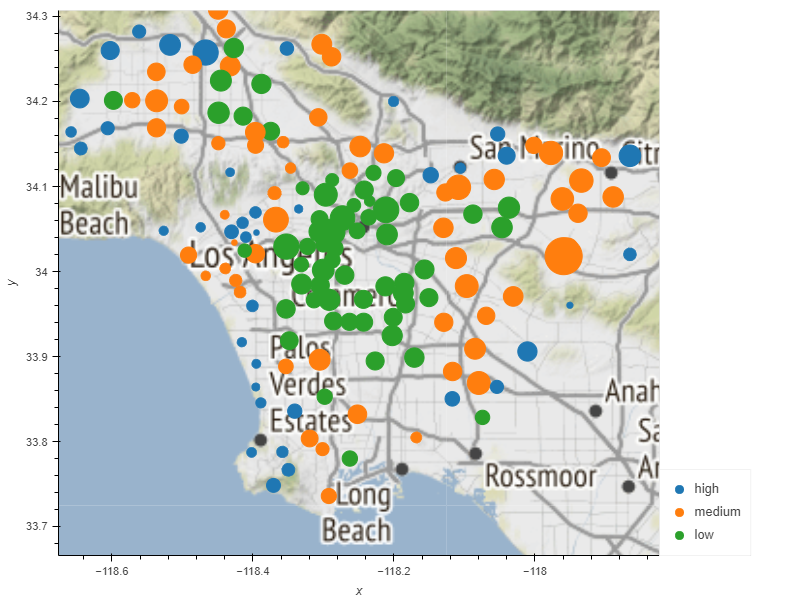 34.3
34.2
34.1
34
33.9
33.8
33.7
y
−118.6
−118.4
−118.2
−118
x
Malibu
Beach
San Marino
Citr
Los Angeles
Commerc
Palos
Verdes
Estates
Long
Beach
Rossmoor
Anah
Sa
Ar
high
medium
low